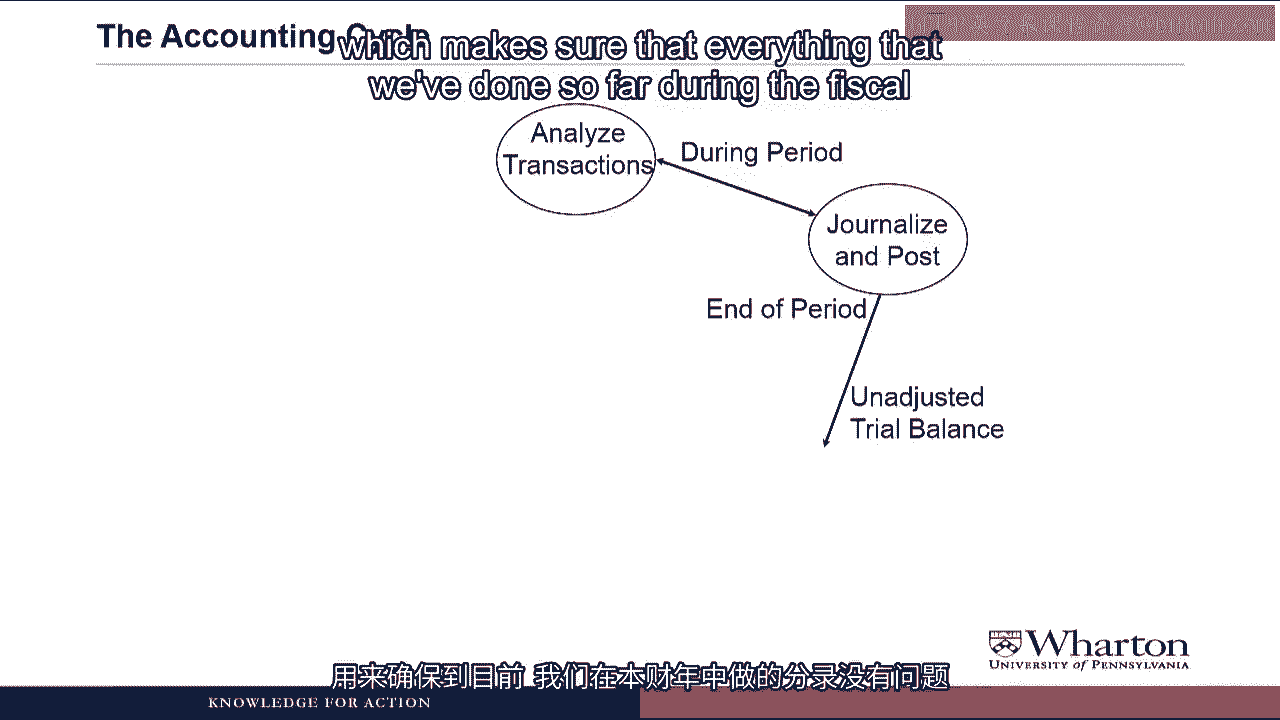 The Accounting
which makes sure that everything that
we've done so far during the fiscal
Analyze
Transactions
During Period
Journalize
and Post
End of Period
Unadjusted
Trial Balance
Wharton
UNIVERSITY of PENNSYLVANIA
用来确保到目前 我们在本财年中做的分录没有问题
KNOWLEDGE FOR ACTION